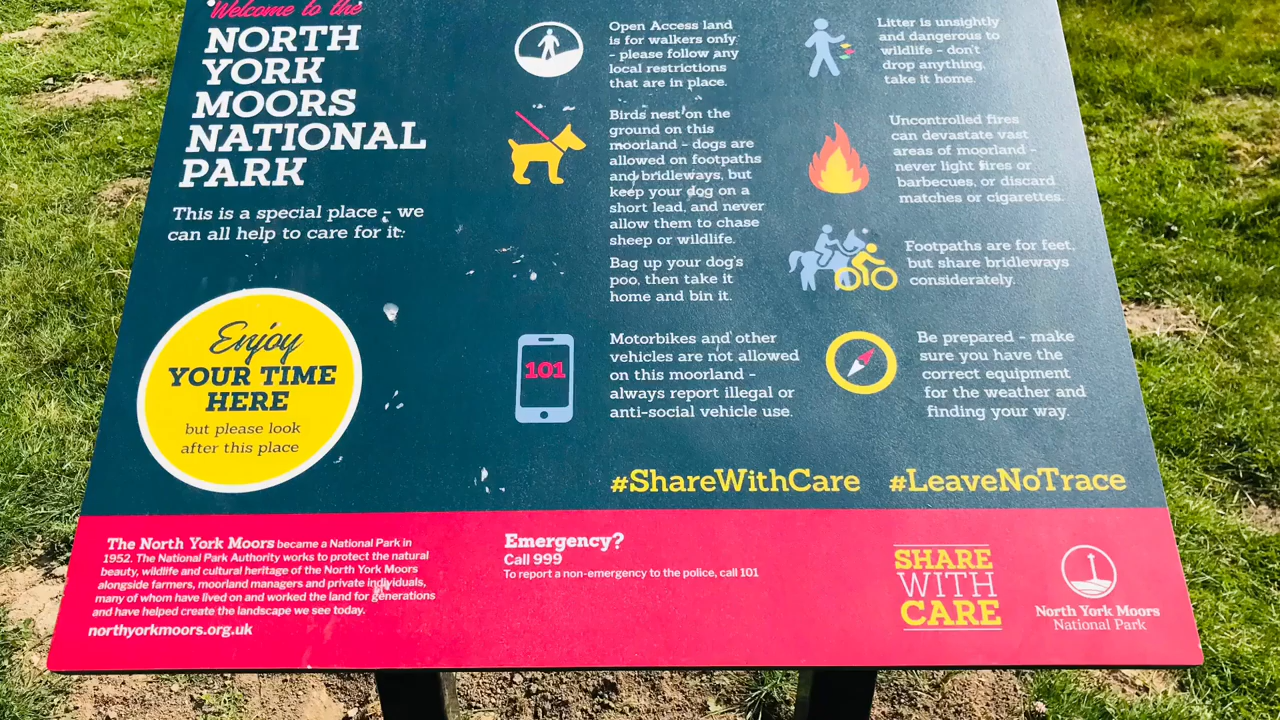 Welcome to the
NORTH
YORK
MOORS
NATIONAL
PARK
This is a special place - we
can all help to care for it:
Enjoy
YOUR TIME
HERE
but please look
after this place
Open Access land
is for walkers only
- please follow any
local restrictions
that are in place.
Birds nest on the
ground on this
moorland - dogs are
allowed on footpaths
and bridleways, but
keep your dog on a
short lead, and never
allow them to chase
sheep or wildlife.
Bag up your dog's
poo, then take it
home and bin it.
101
Motorbikes and other
vehicles are not allowed
on this moorland -
always report illegal or
anti-social vehicle use.
Litter is unsightly
and dangerous to
wildlife - don't
drop anything,
take it home.
Uncontrolled fires
can devastate vast
areas of moorland -
never light fires or
barbecues, or discard
matches or cigarettes.
Footpaths are for feet,
but share bridleways
considerately.
Be prepared - make
sure you have the
correct equipment
for the weather and
finding your way.
#ShareWithCare #LeaveNoTrace
The North York Moors became a National Park in
1952. The National Park Authority works to protect the natural
beauty, wildlife and cultural heritage of the North York Moors
alongside farmers, moorland managers and private individuals,
many of whom have lived on and worked the land for generations
and have helped create the landscape we see today.
northyorkmoors.org.uk
Emergency?
Call 999
To report a non-emergency to the police, call 101
SHARE
WITH
CARE
North York Moors
National Park